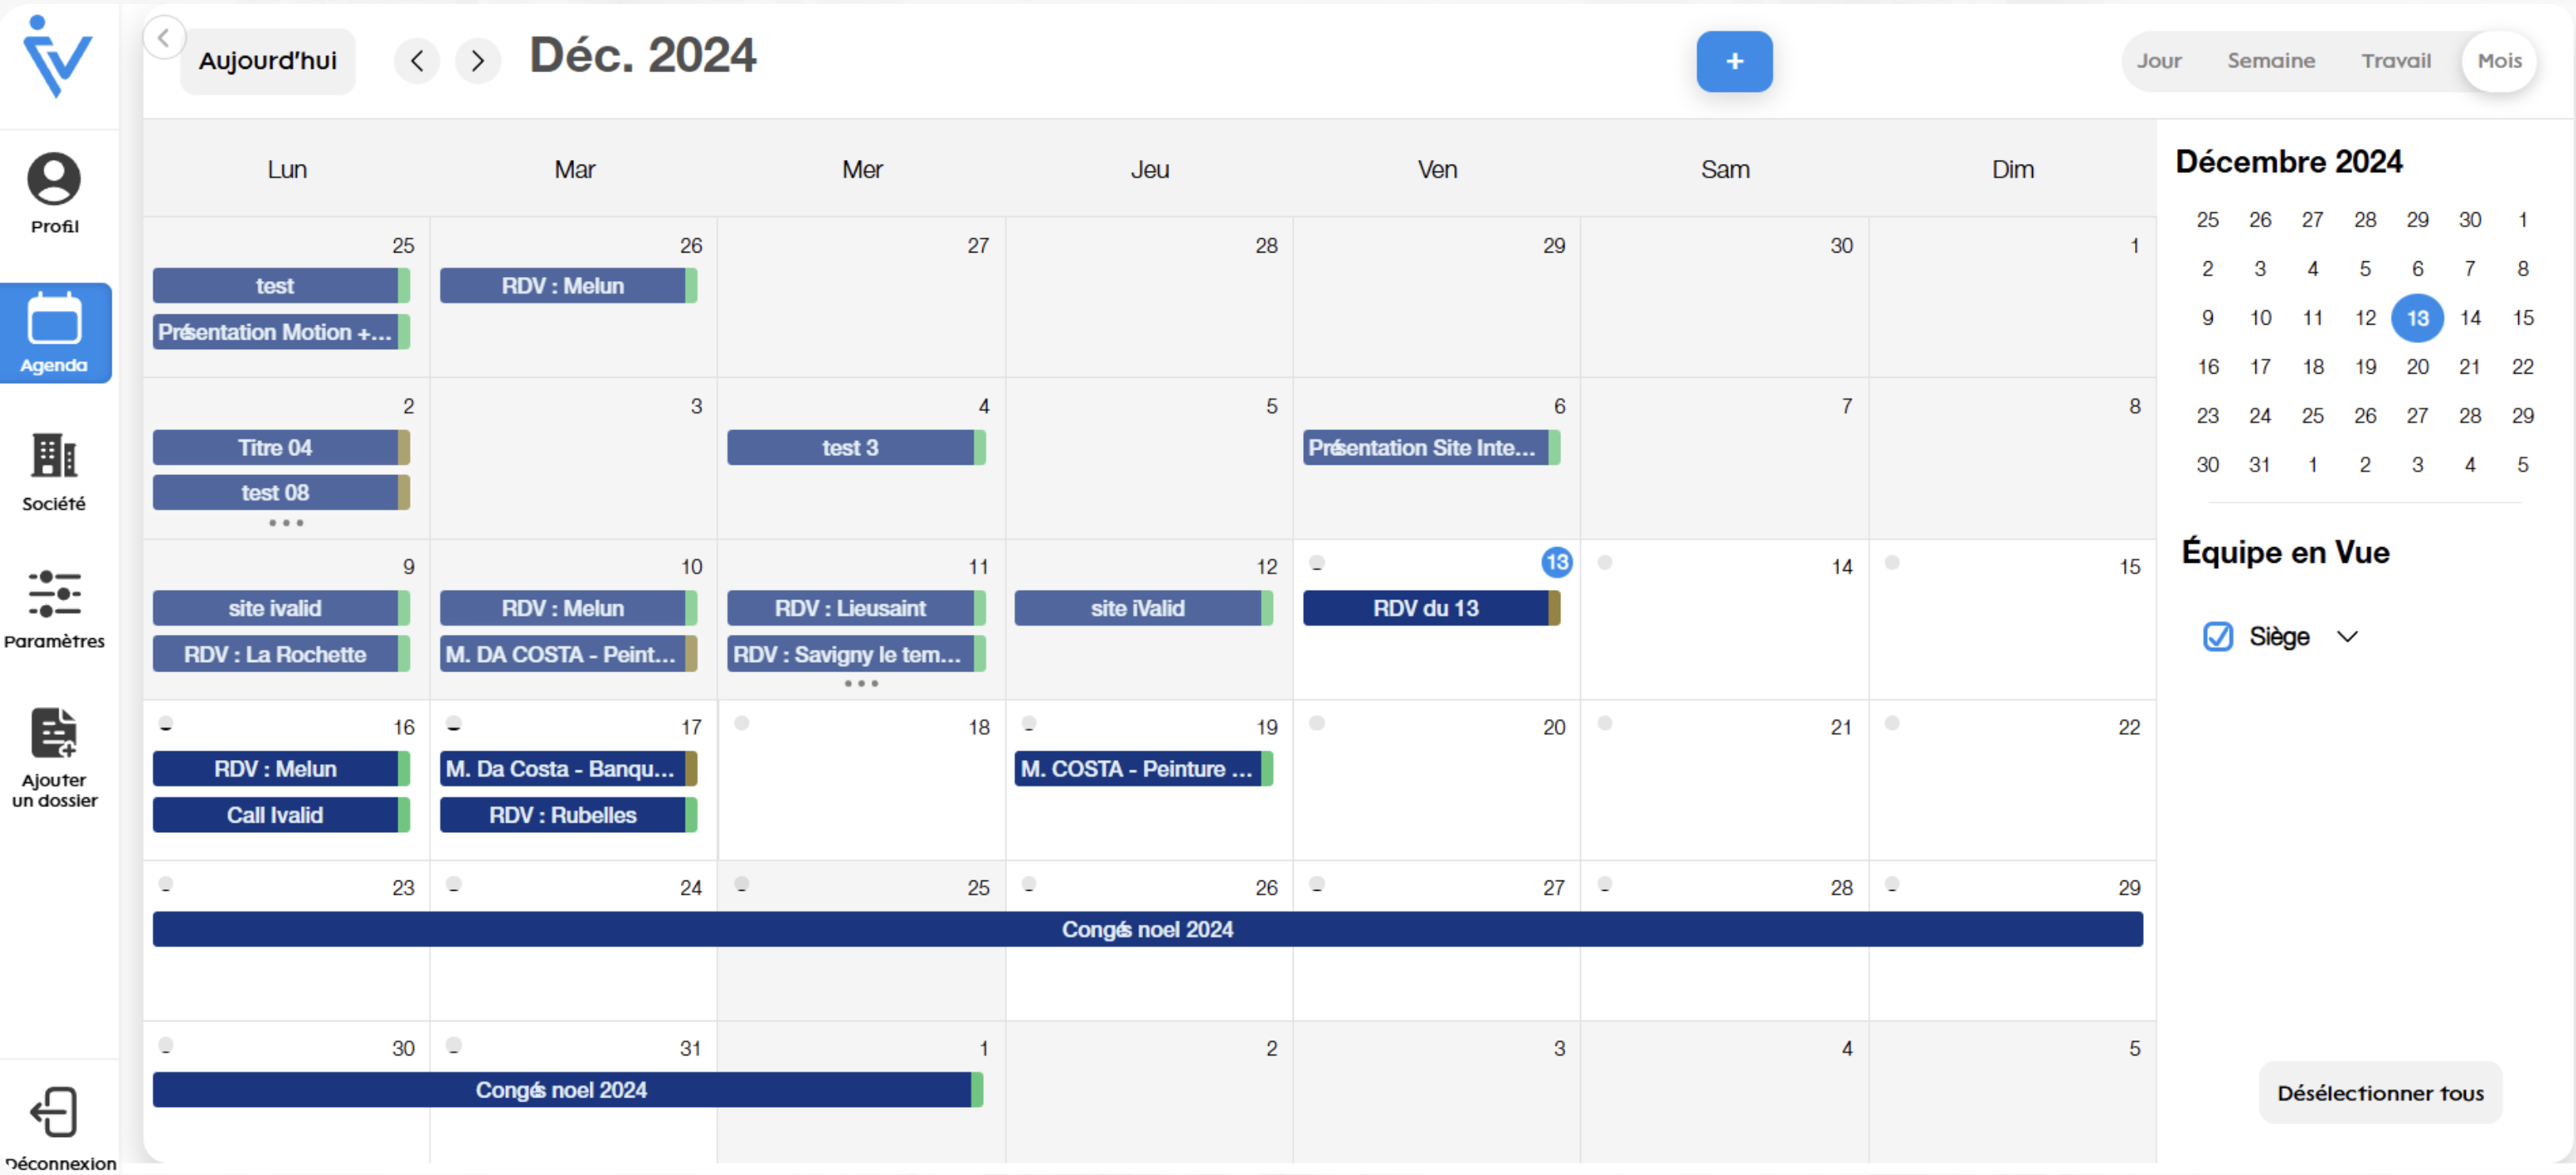 Aujourd'hui
Déc. 2024
+
Jour Semaine Travail Mois
Profil
Agenda
Société
Paramètres
Ajouter
un dossier
Déconnexion
Lun Mar Mer Jeu Ven Sam Dim
25 26 27 28 29 30 1
test RDV : Melun
Présentation Motion +...
2 3 4 5 6 7 8
Titre 04 test 3 Présentation Site Inte...
test 08
...
9 10 11 12 13 14 15
site ivalid RDV : Melun RDV : Lieusaint site iValid RDV du 13
RDV : La Rochette M. DA COSTA - Peint... RDV : Savigny le tem...
...
16 17 18 19 20 21 22
RDV : Melun M. Da Costa - Banqu... M. COSTA - Peinture ...
Call Ivalid RDV : Rubelles
23 24 25 26 27 28 29
Congés noel 2024
30 31 1 2 3 4 5
Congés noel 2024
Décembre 2024
25 26 27 28 29 30 1
2 3 4 5 6 7 8
9 10 11 12 13 14 15
16 17 18 19 20 21 22
23 24 25 26 27 28 29
30 31 1 2 3 4 5
Équipe en Vue
Siège
Désélectionner tous